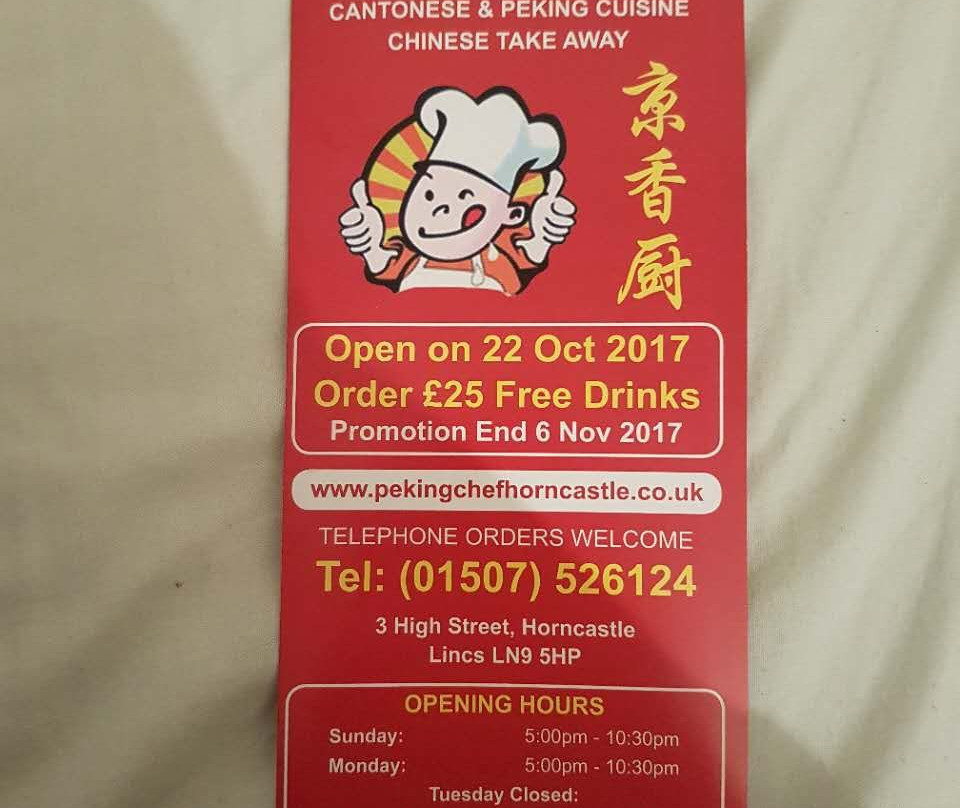 CANTONESE & PEKING CUISINE
CHINESE TAKE AWAY
京香厨
Open on 22 Oct 2017
Order £25 Free Drinks
Promotion End 6 Nov 2017
www.pekingchefhorncastle.co.uk
TELEPHONE ORDERS WELCOME
Tel: (01507) 526124
3 High Street, Horncastle
Lincs LN9 5HP
OPENING HOURS
Sunday: 5:00pm - 10:30pm
Monday: 5:00pm - 10:30pm
Tuesday Closed: